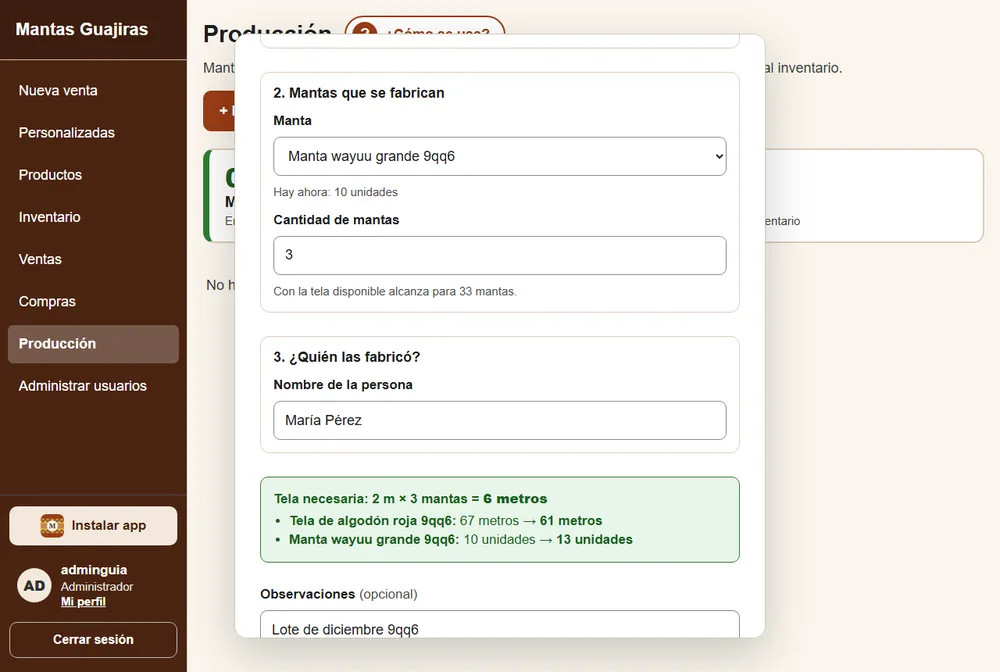 Mantas Guajiras
Nueva venta
Personalizadas
Productos
Inventario
Ventas
Compras
Producción
Administrar usuarios
M
Instalar app
AD
adminguia
Administrador
Mi perfil
Cerrar sesión
Producción
? ¿Cómo se usa?
al inventario.
entario
No h
2. Mantas que se fabrican
Manta
Manta wayuu grande 9qq6
Hay ahora: 10 unidades
Cantidad de mantas
3
Con la tela disponible alcanza para 33 mantas.
3. ¿Quién las fabricó?
Nombre de la persona
María Pérez
Tela necesaria: 2 m × 3 mantas = 6 metros
• Tela de algodón roja 9qq6: 67 metros → 61 metros
• Manta wayuu grande 9qq6: 10 unidades → 13 unidades
Observaciones (opcional)
Lote de diciembre 9qq6